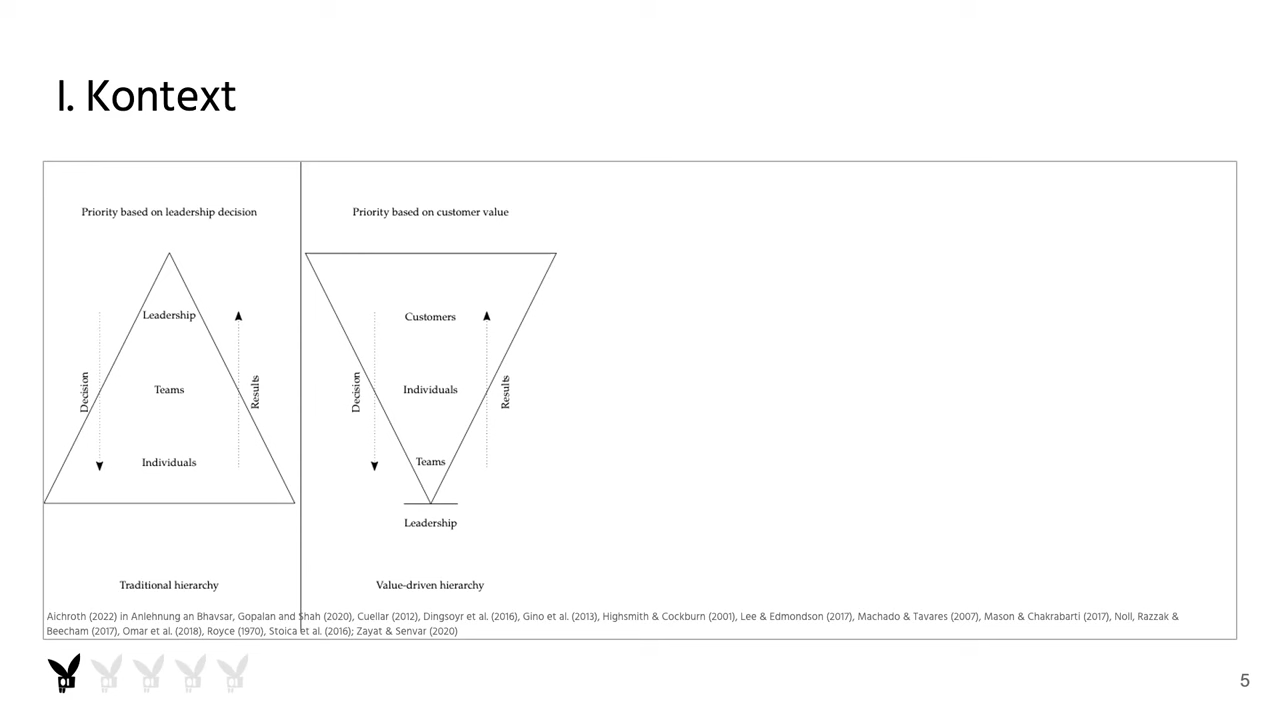 I. Kontext
Priority based on leadership decision
Priority based on customer value
Leadership
Teams
Individuals
Decision
Results
Customers
Individuals
Teams
Decision
Results
Leadership
Traditional hierarchy
Value-driven hierarchy
Aichroth (2022) in Anlehnung an Bhavsar, Gopalan and Shah (2020), Cuellar (2012), Dingsoyr et al. (2016), Gino et al. (2013), Highsmith & Cockburn (2001), Lee & Edmondson (2017), Machado & Tavares (2007), Mason & Chakrabarti (2017), Noll, Razzak &
Beecham (2017), Omar et al. (2018), Royce (1970), Stoica et al. (2016); Zayat & Senvar (2020)
5